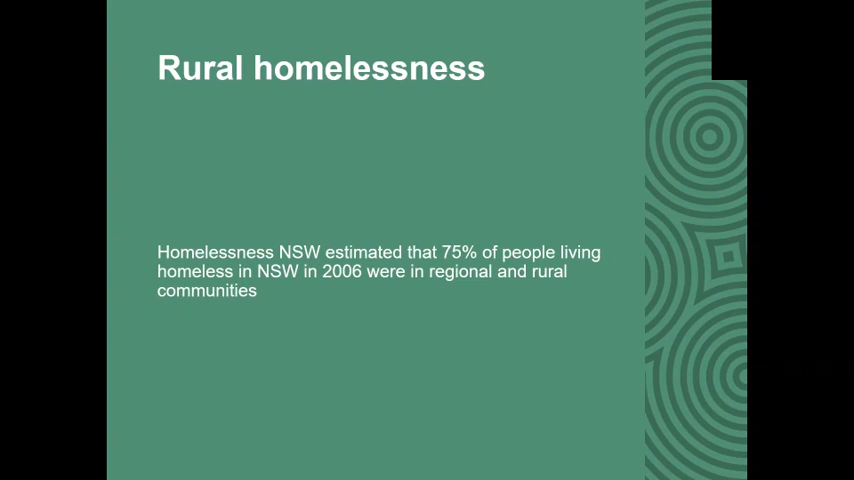 Rural homelessness
Homelessness NSW estimated that 75% of people living
homeless in NSW in 2006 were in regional and rural
communities